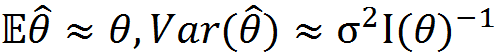 𝔼θ̂ ≈ θ, Var(θ̂) ≈ σ²I(θ)⁻¹